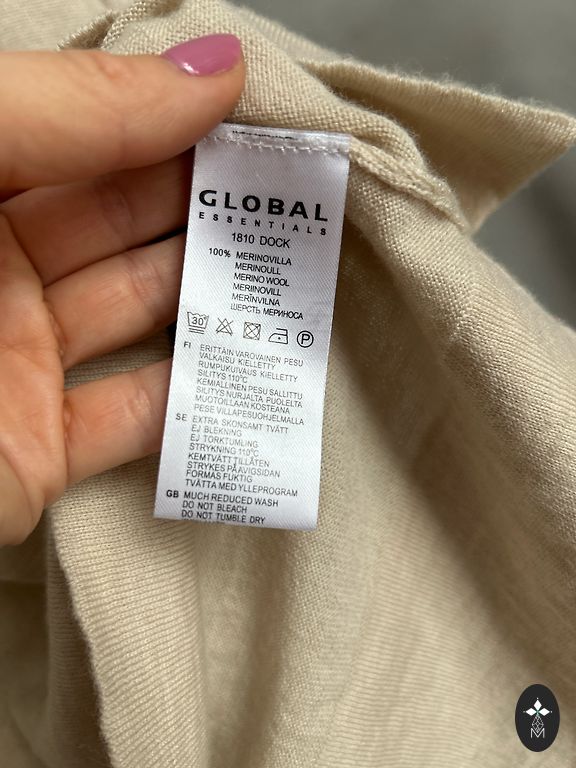 GLOBAL
ESSENTIALS
1810 DOCK
100% MERINOVILLA
MERINOULL
MERINO WOOL
MERIINOVILL
MERĪNVILNA
ШЕРСТЬ МЕРИНОСА
30 P
FI ERITTÄIN VAROVAINEN PESU
VALKAISU KIELLETTY
RUMPUKUIVAUS KIELLETTY
SILITYS 110°C
KEMIALLINEN PESU SALLITTU
SILITYS NURJALTA PUOLELTA
MUOTOILLAAN KOSTEANA
PESE VILLAPESUOHJELMALLA
SE EXTRA SKONSAMT TVÄTT
EJ BLEKNING
EJ TORKTUMLING
STRYKNING 110°C
KEMTVÄTT TILLÅTEN
STRYKES PÅAVIGSIDAN
FORMAS FUKTIG
TVÄTTA MED YLLEPROGRAM
GB MUCH REDUCED WASH
DO NOT BLEACH
DO NOT TUMBLE DRY
M